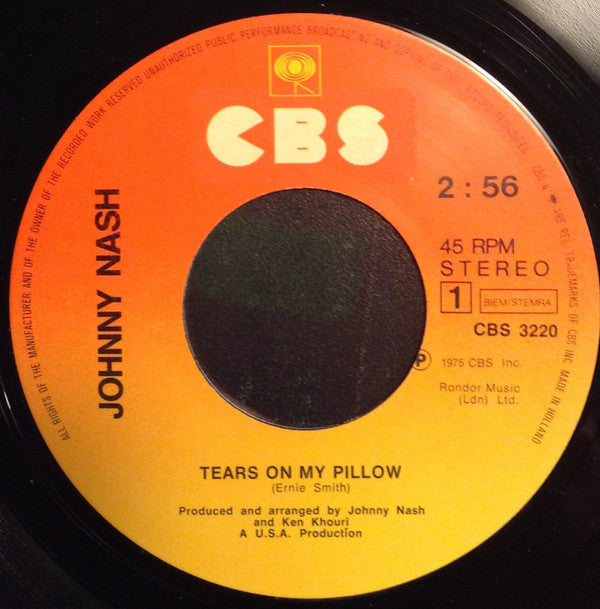 ALL RIGHTS OF THE MANUFACTURER AND OF THE OWNER OF THE RECORDED WORK RESERVED UNAUTHORIZED PUBLIC PERFORMANCE BROADCASTING AND COPYING OF THIS RECORD PROHIBITED. CBS &
ARE REG. TRADEMARKS OF CBS INC. MADE IN HOLLAND
CBS
2 : 56
JOHNNY NASH
45 RPM
STEREO
1 BIEM/STEMRA
CBS 3220
Ⓟ 1975 CBS Inc.
Rondor Music
(Ldn) Ltd.
TEARS ON MY PILLOW
(Ernie Smith)
Produced and arranged by Johnny Nash
and Ken Khouri
A U.S.A. Production